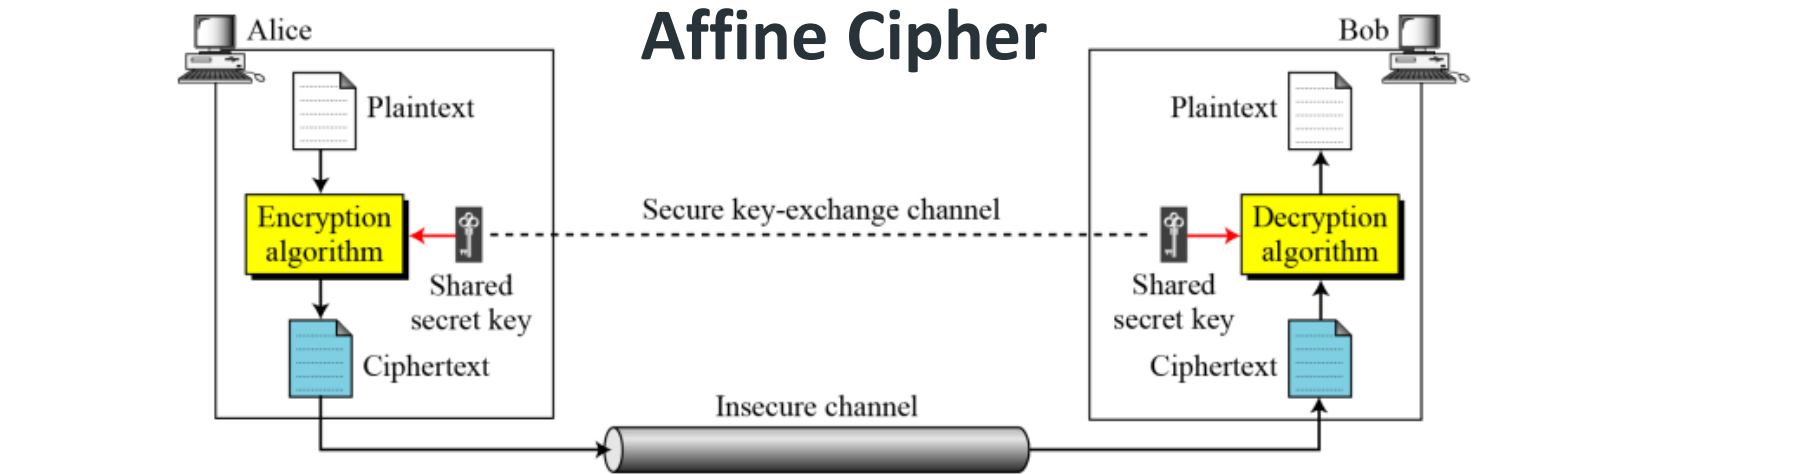 Affine Cipher
Alice
Plaintext
Encryption
algorithm
Shared
secret key
Ciphertext
Secure key-exchange channel
Insecure channel
Bob
Plaintext
Decryption
algorithm
Shared
secret key
Ciphertext